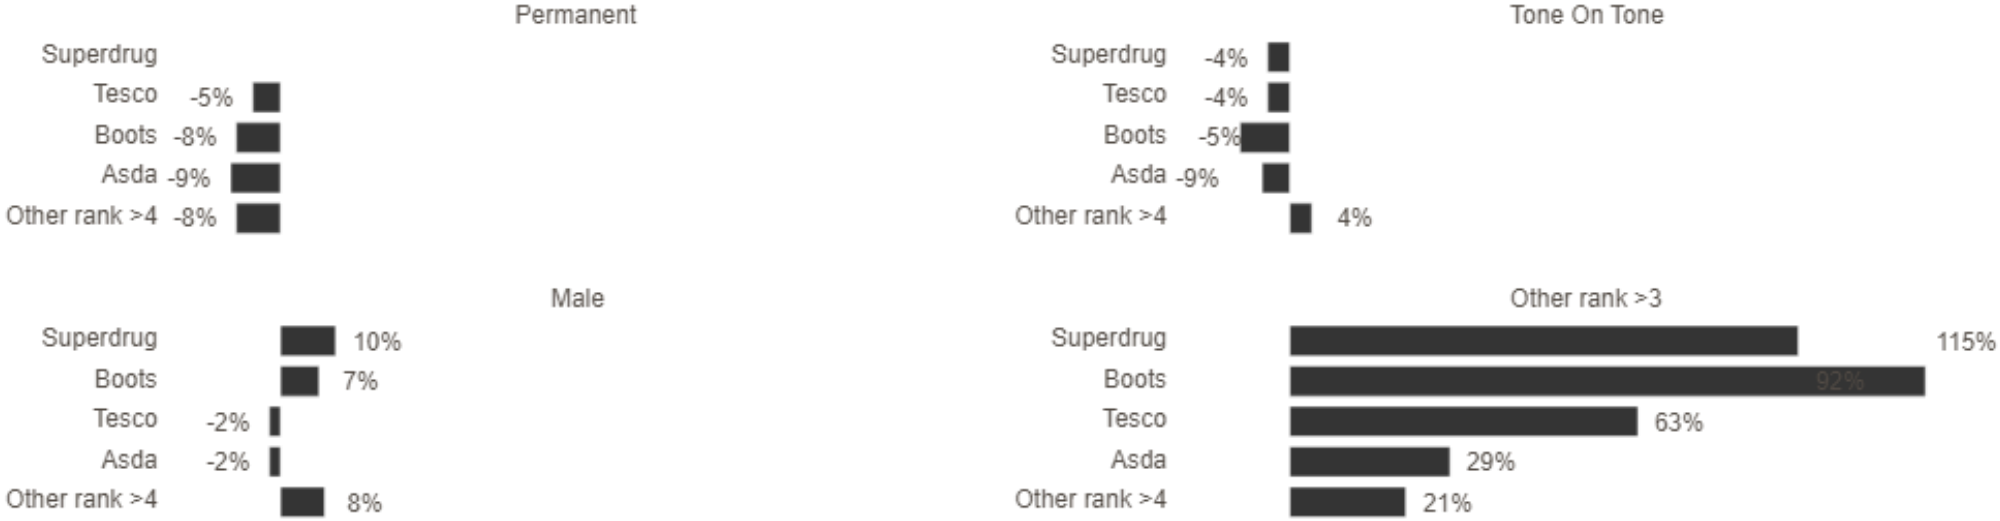 Permanent
Superdrug
Tesco -5%
Boots -8%
Asda -9%
Other rank >4 -8%
Tone On Tone
Superdrug -4%
Tesco -4%
Boots -5%
Asda -9%
Other rank >4 4%
Male
Superdrug 10%
Boots 7%
Tesco -2%
Asda -2%
Other rank >4 8%
Other rank >3
Superdrug 115%
Boots 92%
Tesco 63%
Asda 29%
Other rank >4 21%